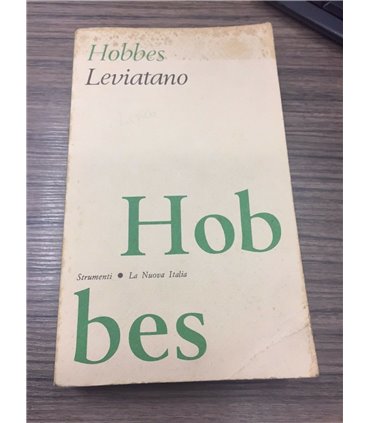 Hobbes
Leviatano
Hob
Strumenti • La Nuova Italia
bes